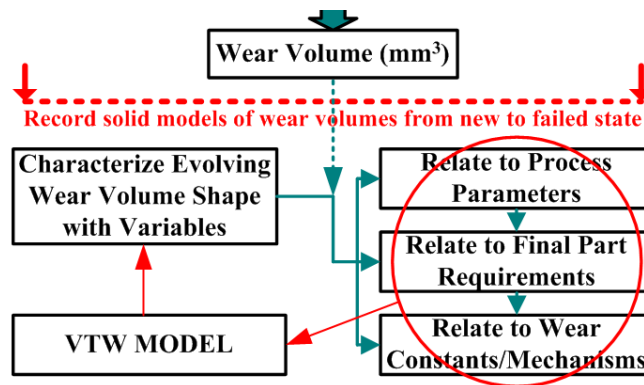 Wear Volume (mm³)
Record solid models of wear volumes from new to failed state
Characterize Evolving
Wear Volume Shape
with Variables
Relate to Process
Parameters
Relate to Final Part
Requirements
VTW MODEL
Relate to Wear
Constants/Mechanisms